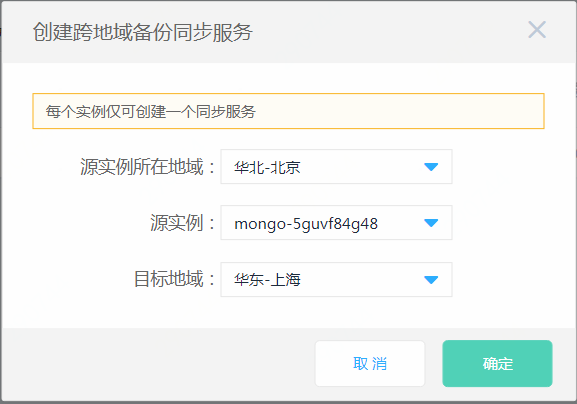 创建跨地域备份同步服务
每个实例仅可创建一个同步服务
源实例所在地域： 华北-北京
源实例： mongo-5guvf84g48
目标地域： 华东-上海
取 消 确定